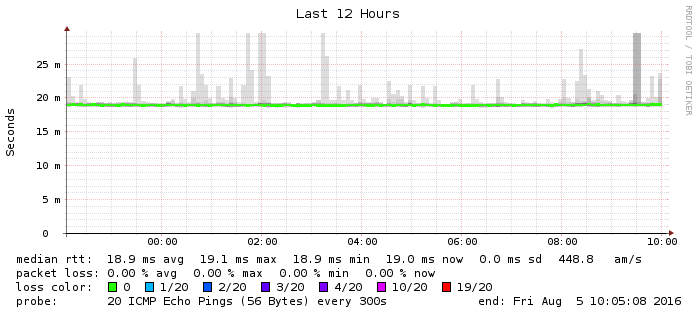 Last 12 Hours
RRDTOOL / TOBI OETIKER
Seconds
25 m
20 m
15 m
10 m
5 m
0
00:00 02:00 04:00 06:00 08:00 10:00
median rtt: 18.9 ms avg 19.1 ms max 18.9 ms min 19.0 ms now 0.0 ms sd 448.8 am/s
packet loss: 0.00 % avg 0.00 % max 0.00 % min 0.00 % now
loss color: 0 1/20 2/20 3/20 4/20 10/20 19/20
probe: 20 ICMP Echo Pings (56 Bytes) every 300s end: Fri Aug 5 10:05:08 2016